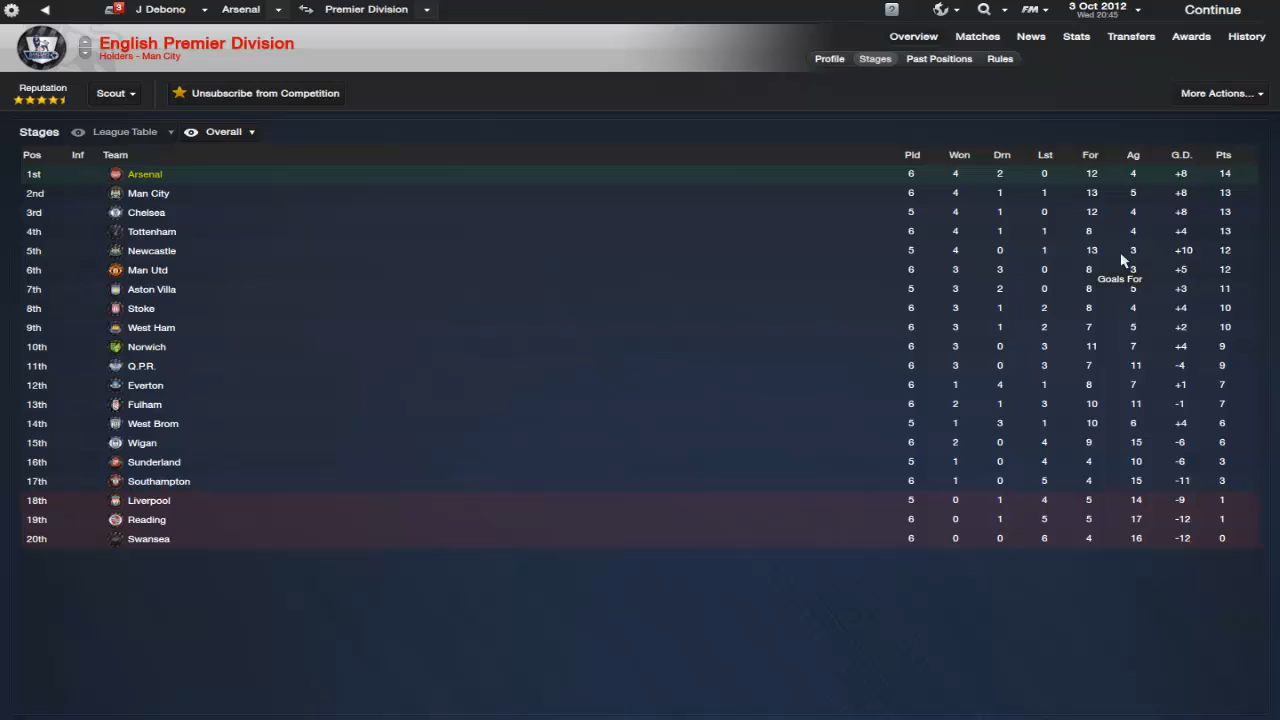 3 J Debono Arsenal Premier Division ? FM 3 Oct 2012 Wed 20:45 Continue
English Premier Division
Holders - Man City
Overview Matches News Stats Transfers Awards History
Profile Stages Past Positions Rules
Reputation Scout Unsubscribe from Competition More Actions...
Stages League Table Overall
Pos Inf Team Pld Won Drn Lst For Ag G.D. Pts
1st Arsenal 6 4 2 0 12 4 +8 14
2nd Man City 6 4 1 1 13 5 +8 13
3rd Chelsea 5 4 1 0 12 4 +8 13
4th Tottenham 6 4 1 1 8 4 +4 13
5th Newcastle 5 4 0 1 13 3 +10 12
6th Man Utd 6 3 3 0 8 3 +5 12
Goals For
7th Aston Villa 5 3 2 0 8 5 +3 11
8th Stoke 6 3 1 2 8 4 +4 10
9th West Ham 6 3 1 2 7 5 +2 10
10th Norwich 6 3 0 3 11 7 +4 9
11th Q.P.R. 6 3 0 3 7 11 -4 9
12th Everton 6 1 4 1 8 7 +1 7
13th Fulham 6 2 1 3 10 11 -1 7
14th West Brom 5 1 3 1 10 6 +4 6
15th Wigan 6 2 0 4 9 15 -6 6
16th Sunderland 5 1 0 4 4 10 -6 3
17th Southampton 6 1 0 5 4 15 -11 3
18th Liverpool 5 0 1 4 5 14 -9 1
19th Reading 6 0 1 5 5 17 -12 1
20th Swansea 6 0 0 6 4 16 -12 0